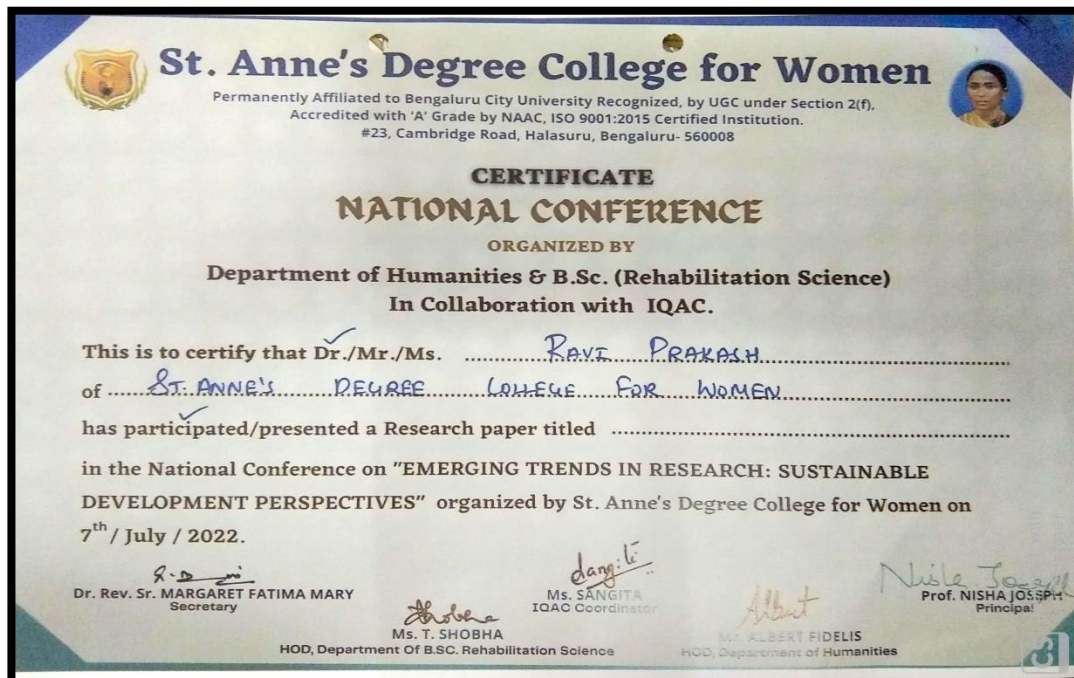 St. Anne's Degree College for Women
Permanently Affiliated to Bengaluru City University Recognized, by UGC under Section 2(f),
Accredited with 'A' Grade by NAAC, ISO 9001:2015 Certified Institution.
#23, Cambridge Road, Halasuru, Bengaluru- 560008
CERTIFICATE
NATIONAL CONFERENCE
ORGANIZED BY
Department of Humanities & B.Sc. (Rehabilitation Science)
In Collaboration with IQAC.
This is to certify that Dr./Mr./Ms. RAVI PRAKASH
of ST. ANNE'S DEGREE COLLEGE FOR WOMEN
has participated/presented a Research paper titled
in the National Conference on "EMERGING TRENDS IN RESEARCH: SUSTAINABLE
DEVELOPMENT PERSPECTIVES" organized by St. Anne's Degree College for Women on
7th / July / 2022.
Sangita
Nisha Joseph
Dr. Rev. Sr. MARGARET FATIMA MARY
Secretary
Ms. SANGITA
IQAC Coordinator
Prof. NISHA JOSEPH
Principal
Shobha
Albert
Ms. T. SHOBHA
HOD, Department Of B.SC. Rehabilitation Science
Mr. ALBERT FIDELIS
HOD, Department of Humanities